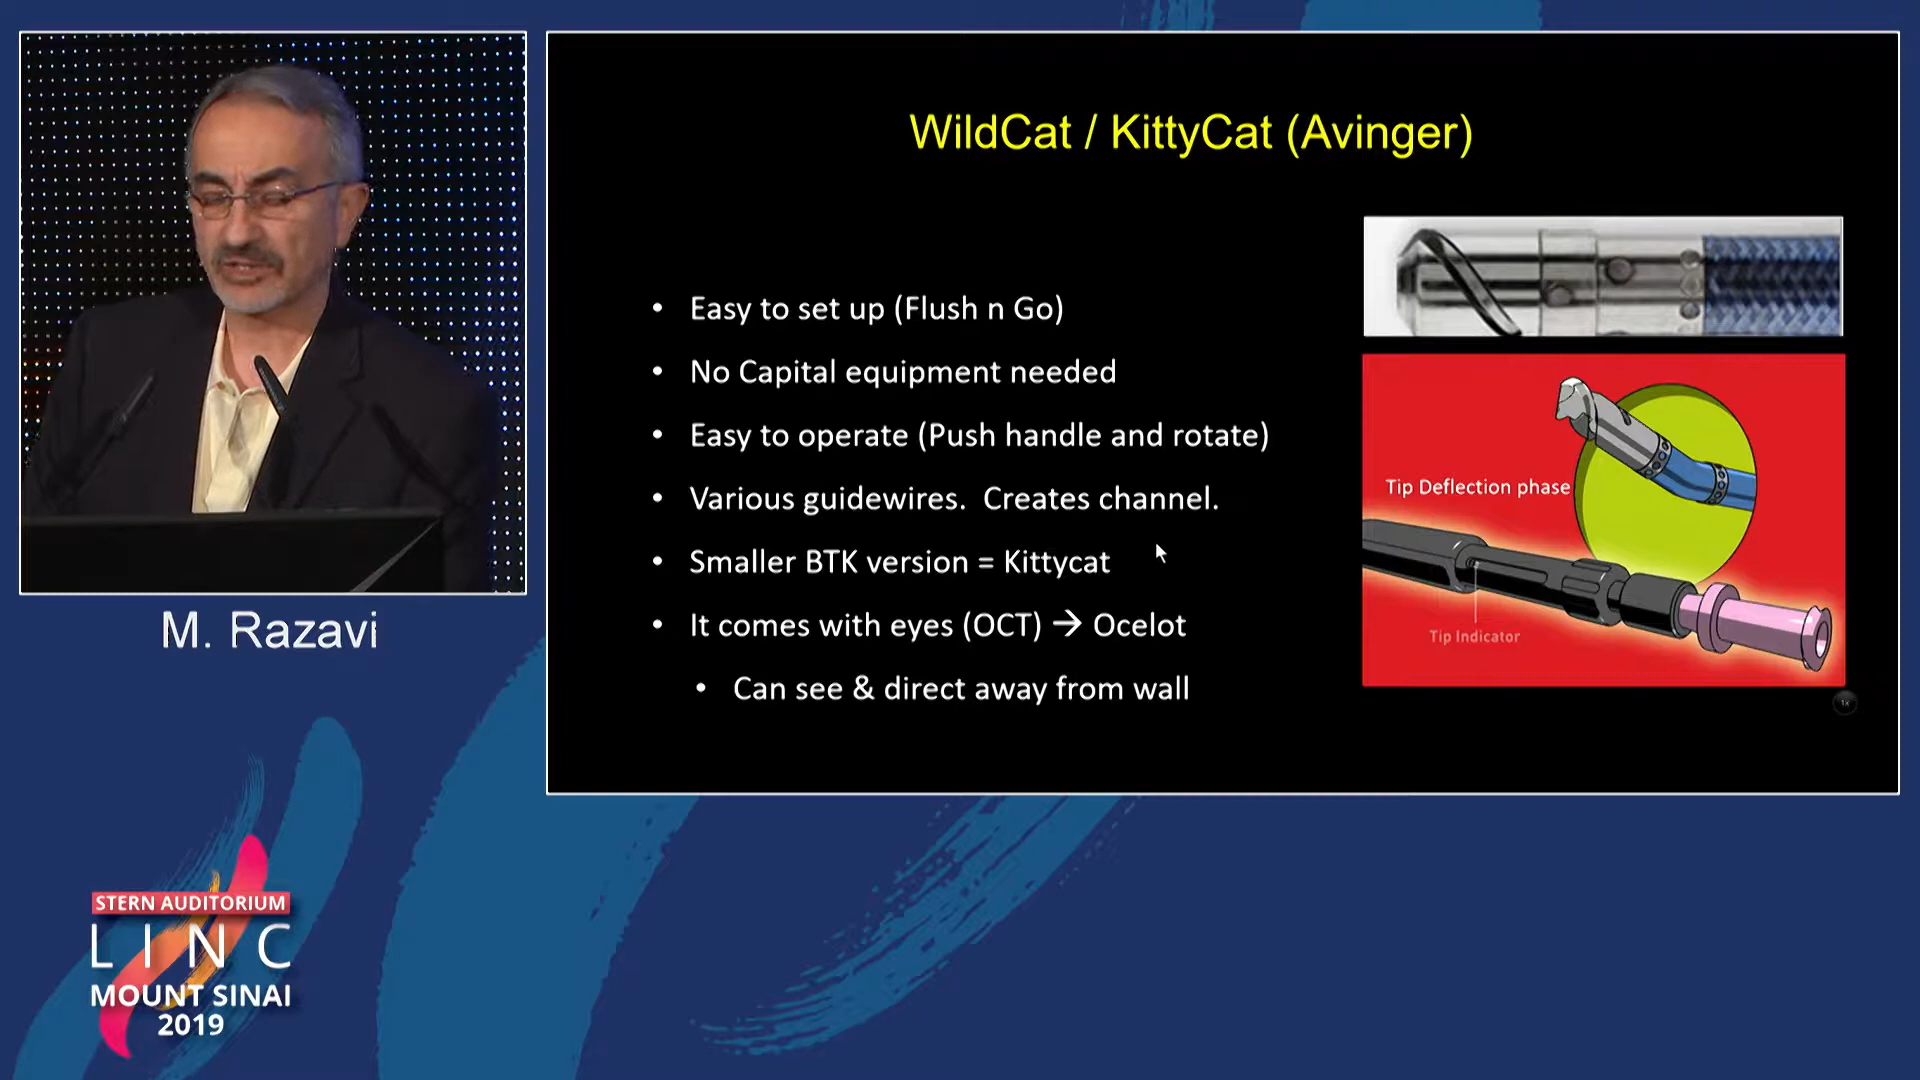 WildCat / KittyCat (Avinger)
• Easy to set up (Flush n Go)
• No Capital equipment needed
• Easy to operate (Push handle and rotate)
• Various guidewires. Creates channel.
• Smaller BTK version = Kittycat
• It comes with eyes (OCT) → Ocelot
• Can see & direct away from wall
Tip Deflection phase
Tip Indicator
1x
M. Razavi
STERN AUDITORIUM
LINC
MOUNT SINAI
2019